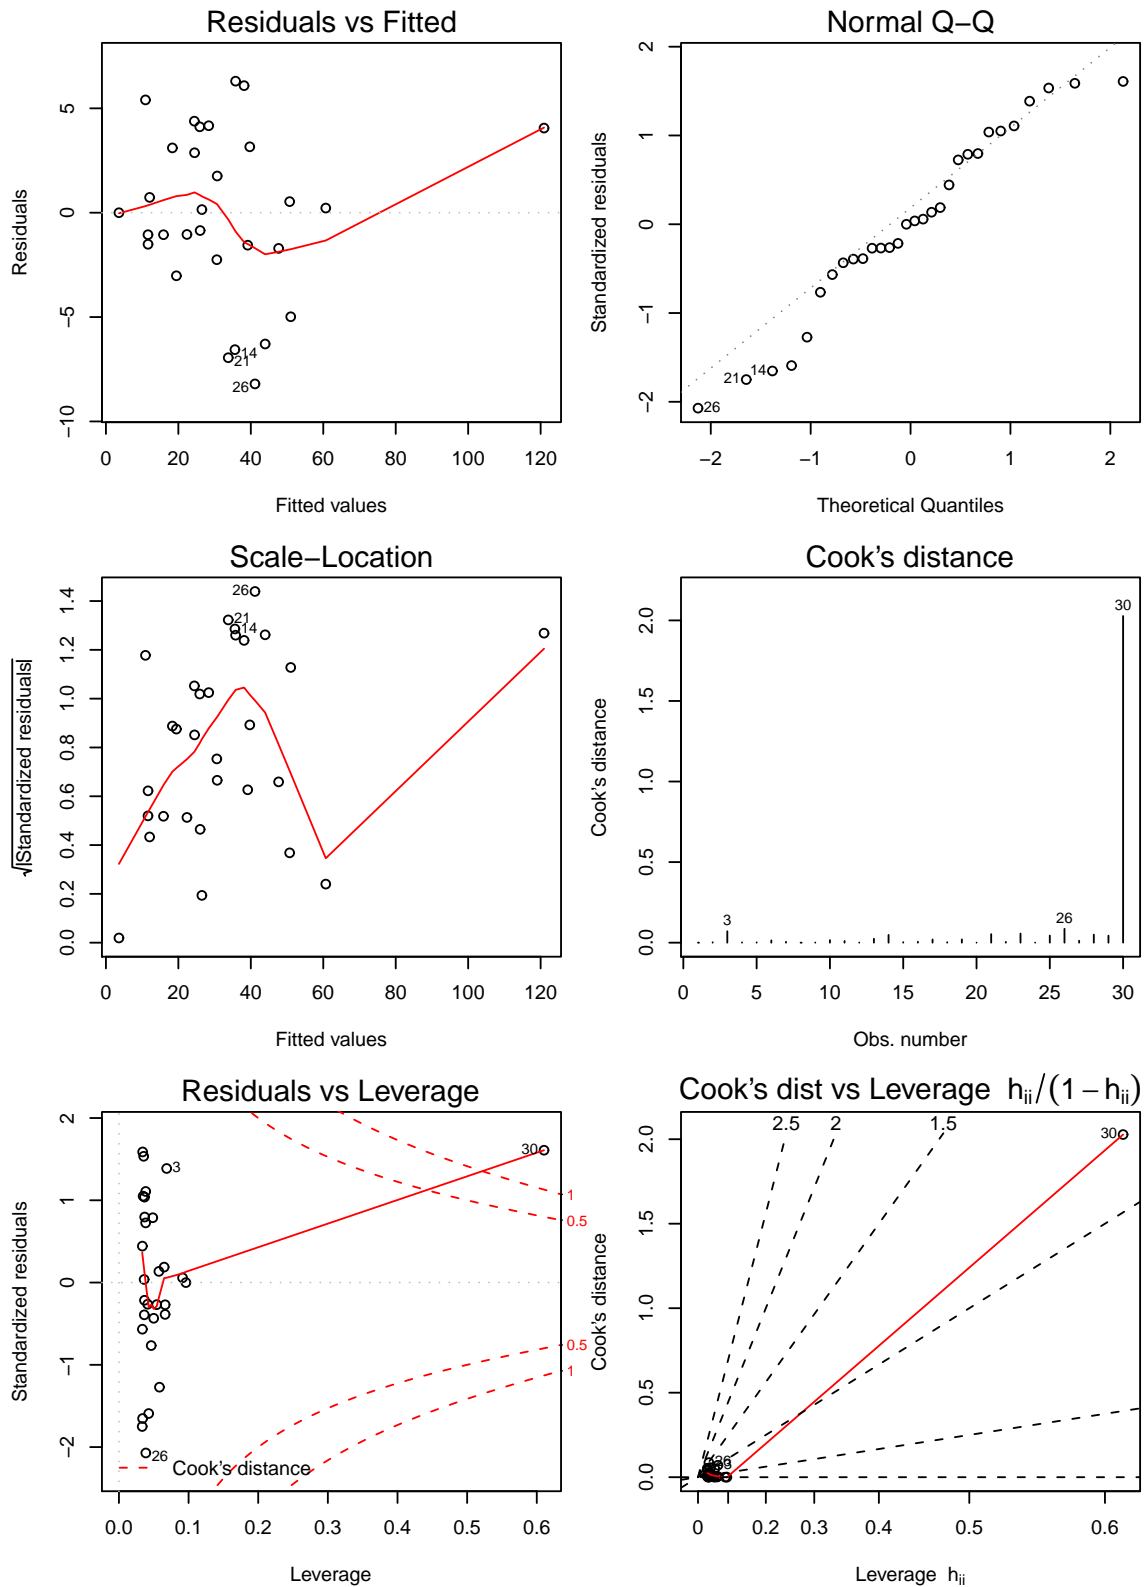 Residuals vs Fitted
5
0
−5
−10
Residuals
14
21
26
0 20 40 60 80 100 120
Fitted values
Normal Q−Q
2
1
0
−1
−2
Standardized residuals
21
14
26
−2 −1 0 1 2
Theoretical Quantiles
Scale−Location
1.4
1.2
1.0
0.8
0.6
0.4
0.2
0.0
√|Standardized residuals|
26
21
14
0 20 40 60 80 100 120
Fitted values
Cook's distance
2.0
1.5
1.0
0.5
0.0
Cook's distance
30
3
26
0 5 10 15 20 25 30
Obs. number
Residuals vs Leverage
2
1
0
−1
−2
Standardized residuals
30
3
1
0.5
0.5
1
26
Cook's distance
0.0 0.1 0.2 0.3 0.4 0.5 0.6
Leverage
Cook's dist vs Leverage hii/(1−hii)
2.5 2 1.5
2.0
1.5
1.0
0.5
0.0
Cook's distance
30
26
3
0 0.2 0.3 0.4 0.5 0.6
Leverage hii